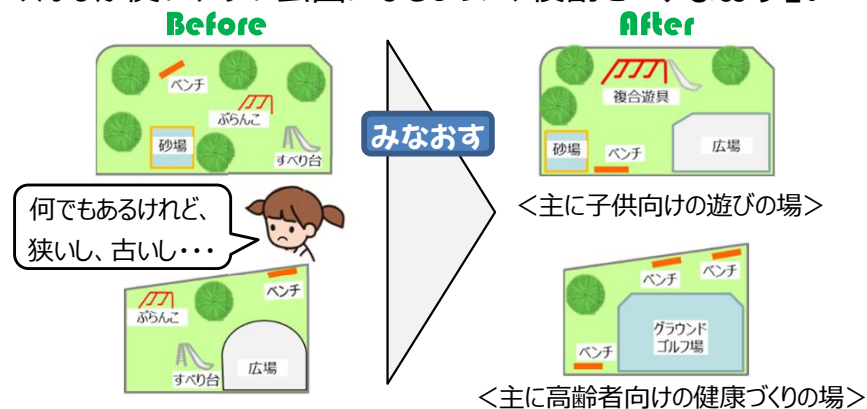 Before
After
ベンチ
ぶらんこ
砂場
すべり台
みなおす
複合遊具
砂場
ベンチ
広場
何でもあるけれど、
狭いし、古いし・・・
<主に子供向けの遊びの場>
ベンチ
ぶらんこ
すべり台
広場
ベンチ
ベンチ
グラウンド
ゴルフ場
ベンチ
<主に高齢者向けの健康づくりの場>